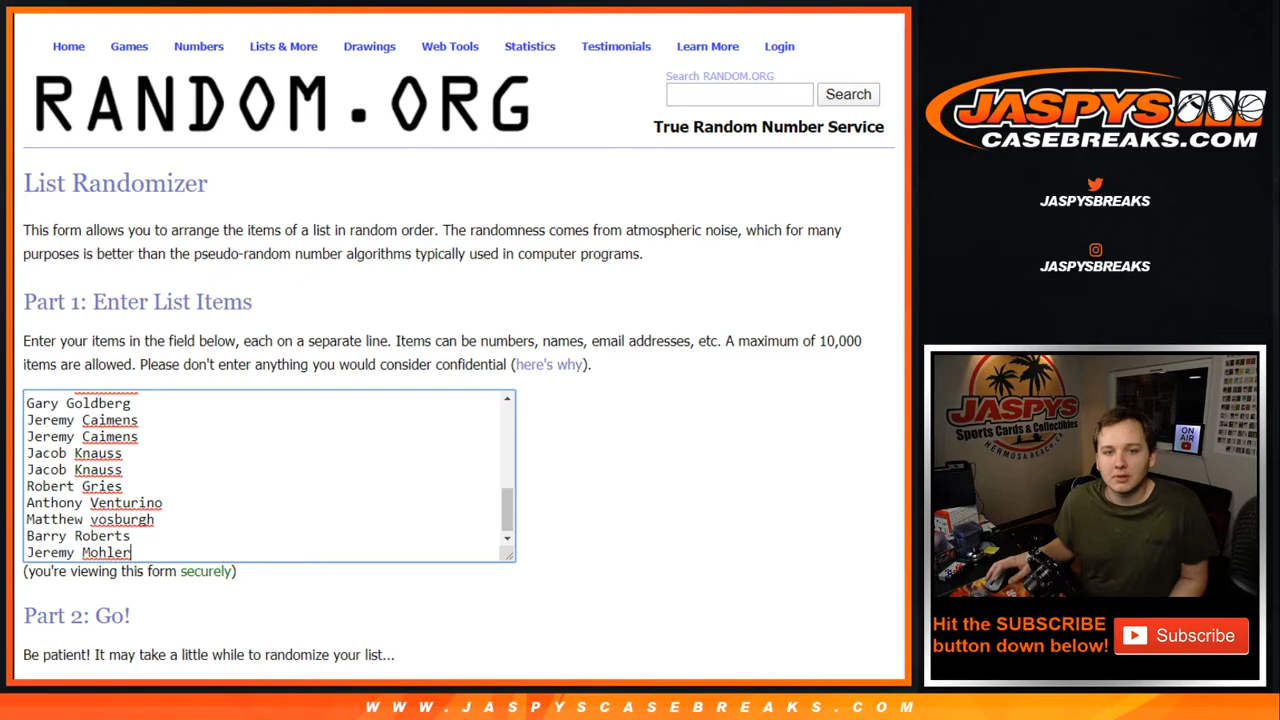 Home Games Numbers Lists & More Drawings Web Tools Statistics Testimonials Learn More Login
RANDOM.ORG
Search RANDOM.ORG
Search
True Random Number Service
List Randomizer
This form allows you to arrange the items of a list in random order. The randomness comes from atmospheric noise, which for many
purposes is better than the pseudo-random number algorithms typically used in computer programs.
Part 1: Enter List Items
Enter your items in the field below, each on a separate line. Items can be numbers, names, email addresses, etc. A maximum of 10,000
items are allowed. Please don't enter anything you would consider confidential (here's why).
Gary Goldberg
Jeremy Caimens
Jeremy Caimens
Jacob Knauss
Jacob Knauss
Robert Gries
Anthony Venturino
Matthew vosburgh
Barry Roberts
Jeremy Mohler
(you're viewing this form securely)
Part 2: Go!
Be patient! It may take a little while to randomize your list...
JASPYS
CASEBREAKS.COM
JASPYSBREAKS
JASPYSBREAKS
JASPYS
Sports Cards & Collectibles
HERMOSA BEACH, CA
ON
AIR
Hit the SUBSCRIBE
button down below!
Subscribe
WWW.JASPYSCASEBREAKS.COM